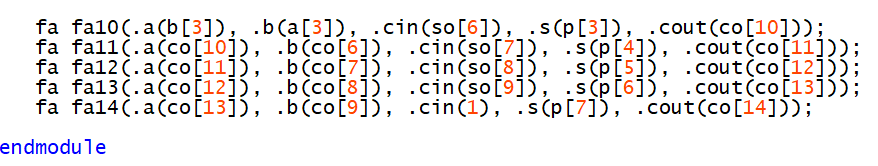 fa fa10(.a(b[3]), .b(a[3]), .cin(so[6]), .s(p[3]), .cout(co[10]));
fa fa11(.a(co[10]), .b(co[6]), .cin(so[7]), .s(p[4]), .cout(co[11]));
fa fa12(.a(co[11]), .b(co[7]), .cin(so[8]), .s(p[5]), .cout(co[12]));
fa fa13(.a(co[12]), .b(co[8]), .cin(so[9]), .s(p[6]), .cout(co[13]));
fa fa14(.a(co[13]), .b(co[9]), .cin(1), .s(p[7]), .cout(co[14]));
endmodule